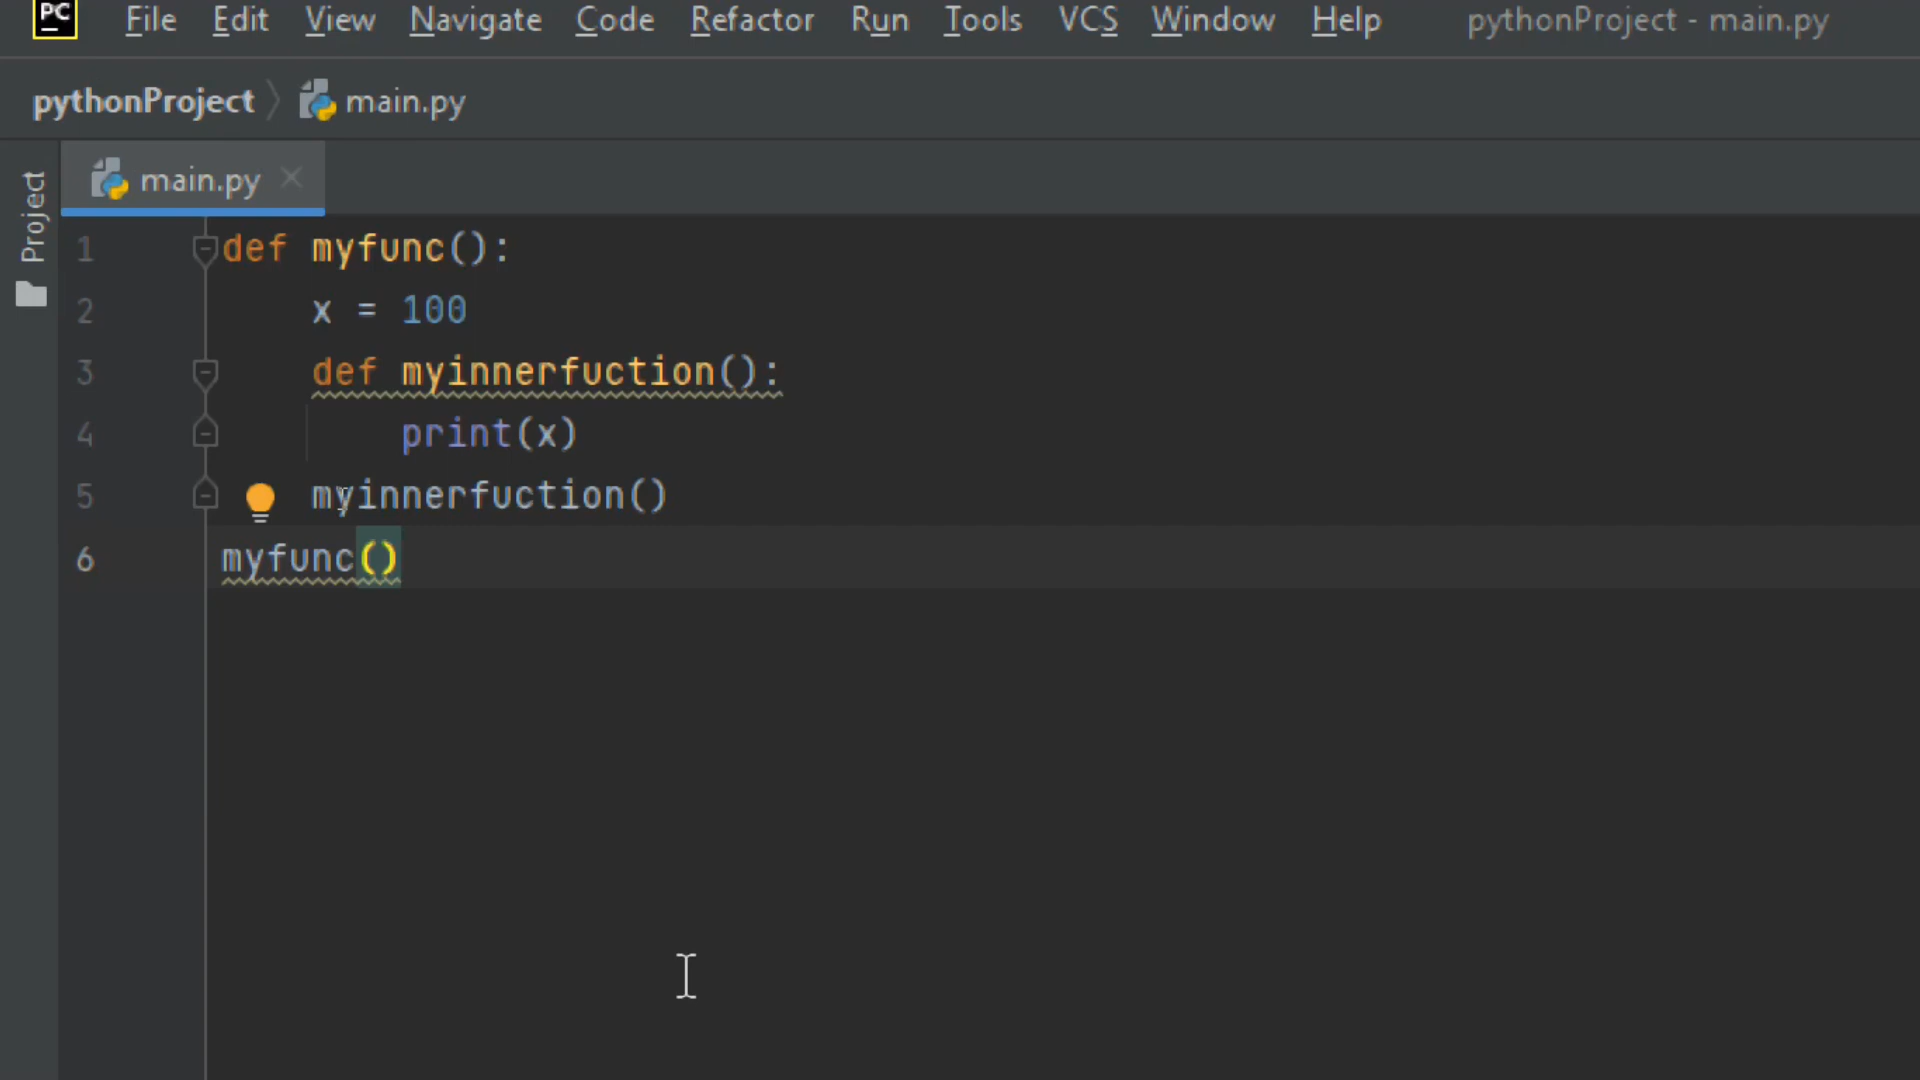 PC File Edit View Navigate Code Refactor Run Tools VCS Window Help pythonProject - main.py
pythonProject main.py
Project
main.py
1 def myfunc():
2     x = 100
3     def myinnerfuction():
4         print(x)
5     myinnerfuction()
6 myfunc()